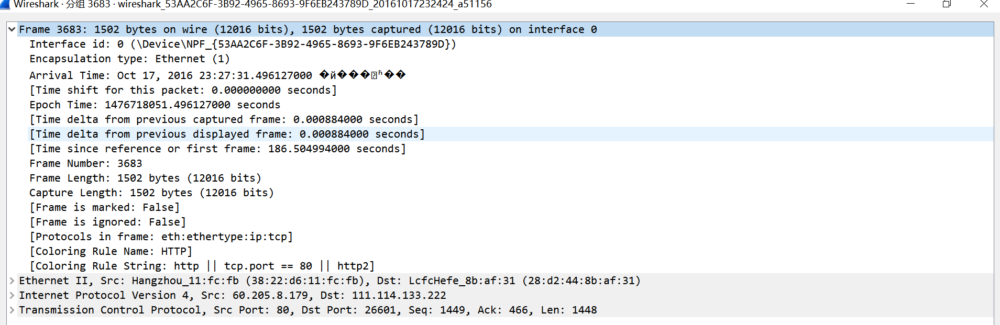 Wireshark · 分组 3683 · wireshark_53AA2C6F-3B92-4965-8693-9F6EB243789D_20161017232424_a51156
Frame 3683: 1502 bytes on wire (12016 bits), 1502 bytes captured (12016 bits) on interface 0
Interface id: 0 (\Device\NPF_{53AA2C6F-3B92-4965-8693-9F6EB243789D})
Encapsulation type: Ethernet (1)
Arrival Time: Oct 17, 2016 23:27:31.496127000
[Time shift for this packet: 0.000000000 seconds]
Epoch Time: 1476718051.496127000 seconds
[Time delta from previous captured frame: 0.000884000 seconds]
[Time delta from previous displayed frame: 0.000884000 seconds]
[Time since reference or first frame: 186.504994000 seconds]
Frame Number: 3683
Frame Length: 1502 bytes (12016 bits)
Capture Length: 1502 bytes (12016 bits)
[Frame is marked: False]
[Frame is ignored: False]
[Protocols in frame: eth:ethertype:ip:tcp]
[Coloring Rule Name: HTTP]
[Coloring Rule String: http || tcp.port == 80 || http2]
Ethernet II, Src: Hangzhou_11:fc:fb (38:22:d6:11:fc:fb), Dst: LcfcHefe_8b:af:31 (28:d2:44:8b:af:31)
Internet Protocol Version 4, Src: 60.205.8.179, Dst: 111.114.133.222
Transmission Control Protocol, Src Port: 80, Dst Port: 26601, Seq: 1449, Ack: 466, Len: 1448